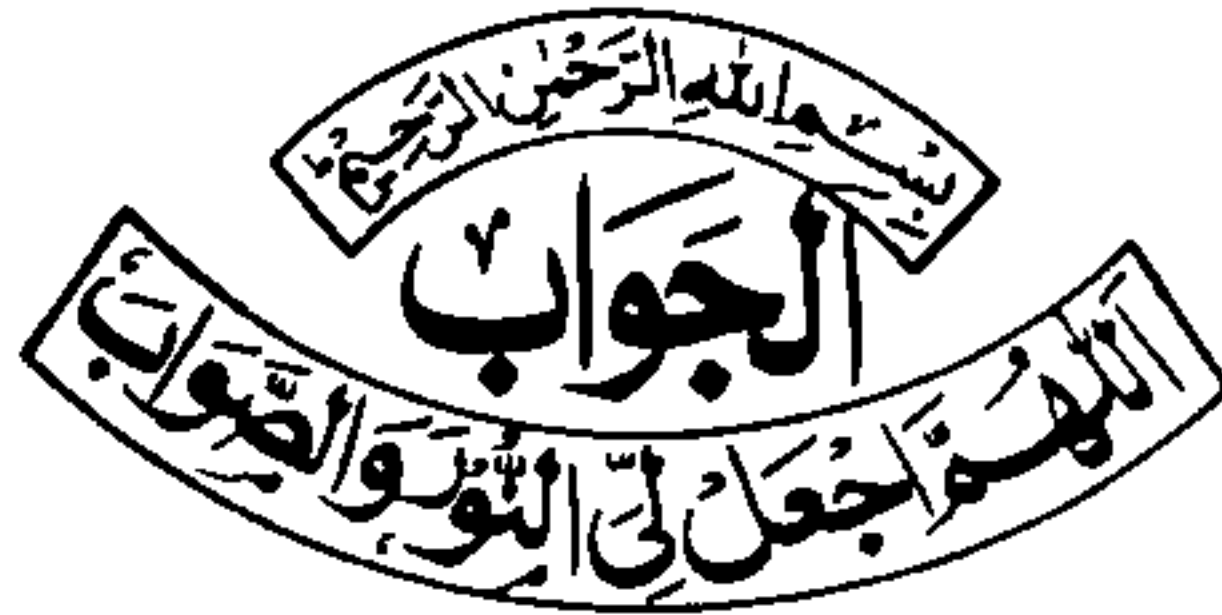 بِسْمِ اللّٰهِ الرَّحْمٰنِ الرَّحِيْمِ
اَلْجَوَابُ
اَللّٰهُمَّ اجْعَلْ لِّىَ النُّوْرَ وَالصَّوَابَ